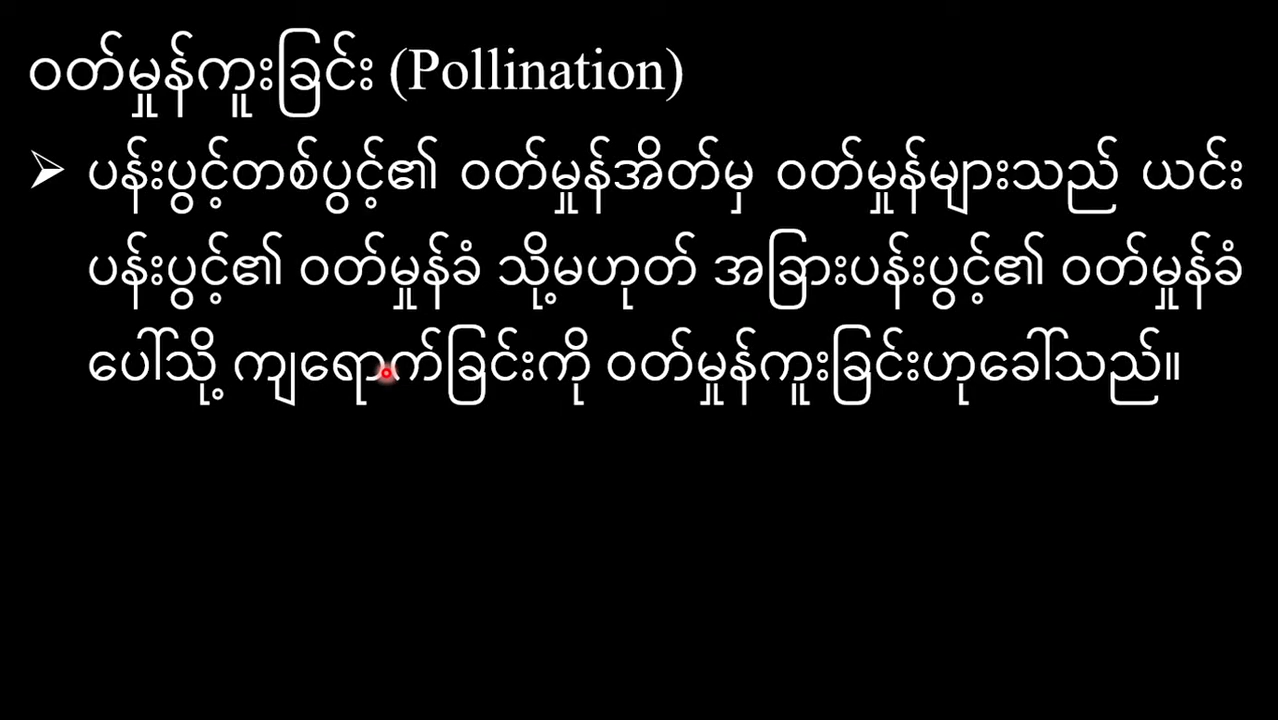 ဝတ်မှုန်ကူးခြင်း (Pollination)
➢ ပန်းပွင့်တစ်ပွင့်၏ ဝတ်မှုန်အိတ်မှ ဝတ်မှုန်များသည် ယင်း
ပန်းပွင့်၏ ဝတ်မှုန်ခံ သို့မဟုတ် အခြားပန်းပွင့်၏ ဝတ်မှုန်ခံ
ပေါ်သို့ ကျရောက်ခြင်းကို ဝတ်မှုန်ကူးခြင်းဟုခေါ်သည်။